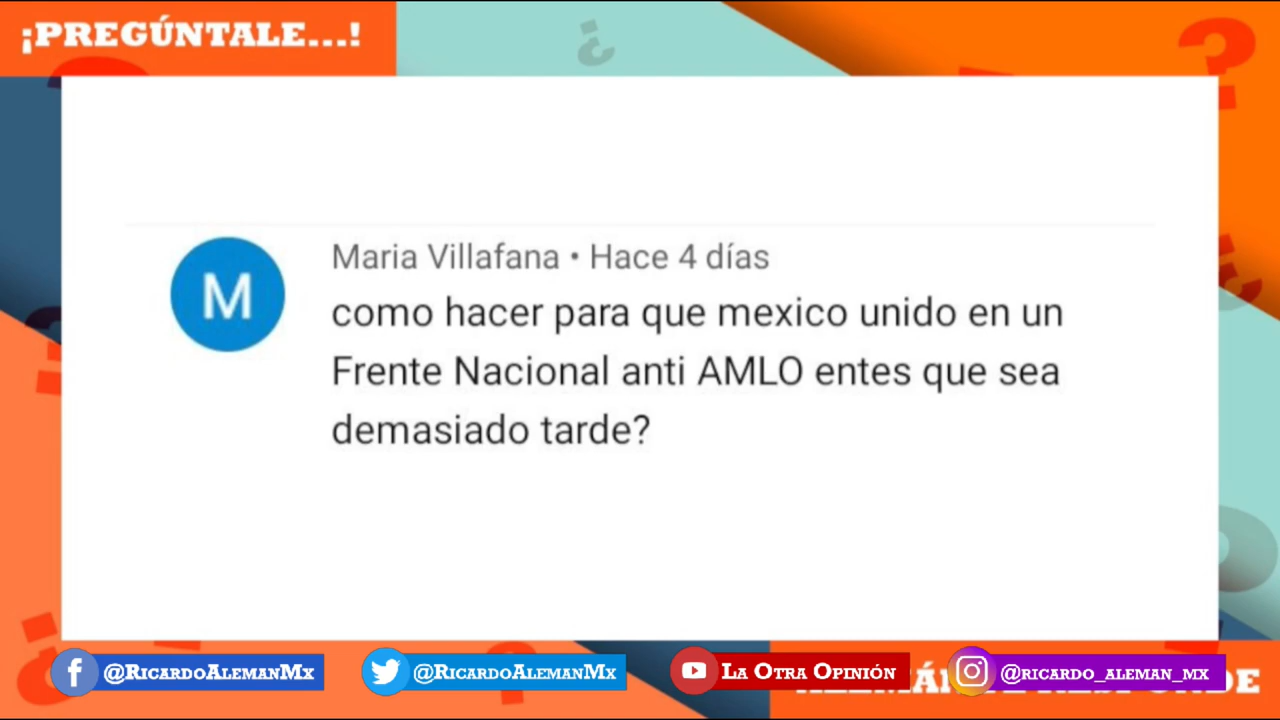 ¡PREGÚNTALE...!
M
Maria Villafana • Hace 4 días
como hacer para que mexico unido en un
Frente Nacional anti AMLO entes que sea
demasiado tarde?
@RICARDOALEMANMX
@RICARDOALEMANMX
LA OTRA OPINIÓN
@RICARDO_ALEMAN_MX